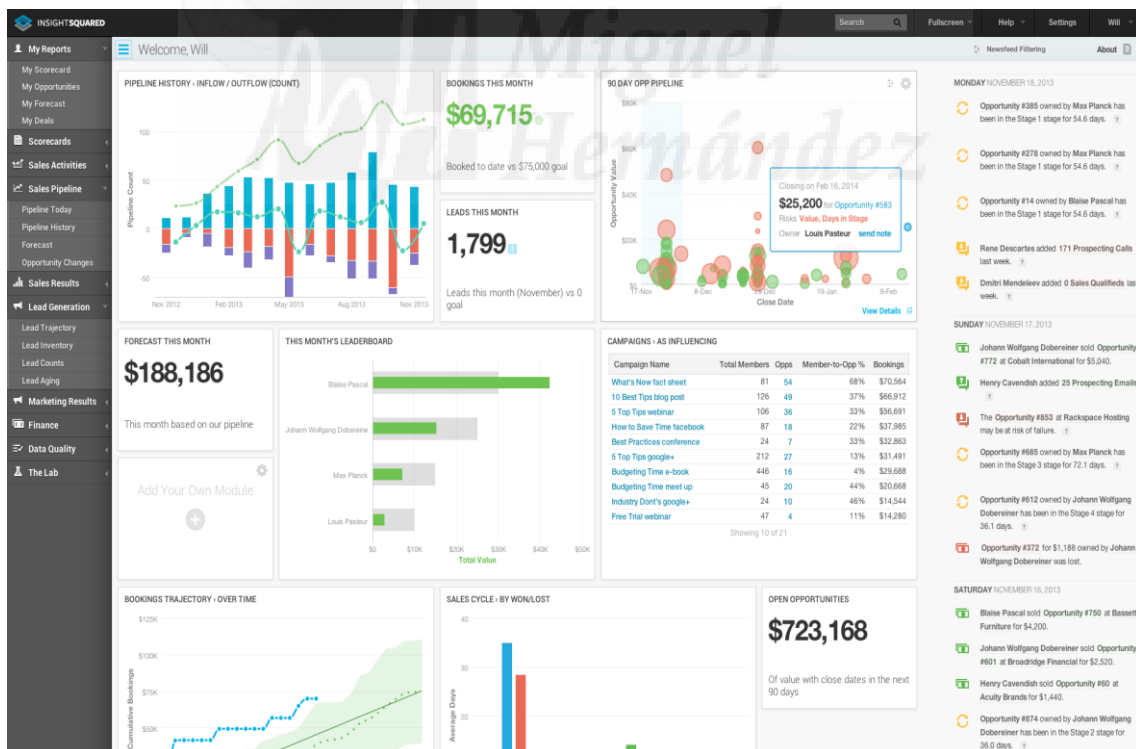 INSIGHTSQUARED
Search
Fullscreen
Help
Settings
Will
My Reports
My Scorecard
My Opportunities
My Forecast
My Deals
Scorecards
Sales Activities
Sales Pipeline
Pipeline Today
Pipeline History
Forecast
Opportunity Changes
Sales Results
Lead Generation
Lead Trajectory
Lead Inventory
Lead Counts
Lead Aging
Marketing Results
Finance
Data Quality
The Lab
Welcome, Will
Newsfeed Filtering
About
Miguel
Hernández
PIPELINE HISTORY › INFLOW / OUTFLOW (COUNT)
Pipeline Count
100
50
0
-50
Nov 2012 Feb 2013 May 2013 Aug 2013 Nov 2013
BOOKINGS THIS MONTH
$69,715
Booked to date vs $75,000 goal
LEADS THIS MONTH
1,799
Leads this month (November) vs 0
goal
90 DAY OPP PIPELINE
Opportunity Value
$80K
$60K
$40K
$20K
$0
17-Nov 8-Dec 29-Dec 19-Jan 9-Feb
Close Date
View Details
Closing on Feb 16, 2014
$25,200 for Opportunity #583
Risks Value, Days in Stage
Owner Louis Pasteur send note
FORECAST THIS MONTH
$188,186
This month based on our pipeline
Add Your Own Module
THIS MONTH'S LEADERBOARD
Blaise Pascal
Johann Wolfgang Dobereine
Max Planck
Louis Pasteur
$0 $10K $20K $30K $40K $50K
Total Value
CAMPAIGNS › AS INFLUENCING
Campaign Name Total Members Opps Member-to-Opp % Bookings
What's New fact sheet 81 54 68% $70,564
10 Best Tips blog post 126 49 37% $66,912
5 Top Tips webinar 106 36 33% $56,691
How to Save Time facebook 87 18 22% $37,985
Best Practices conference 24 7 33% $32,863
5 Top Tips google+ 212 27 13% $31,491
Budgeting Time e-book 446 16 4% $29,688
Budgeting Time meet up 45 20 44% $20,668
Industry Dont's google+ 24 10 46% $14,544
Free Trial webinar 47 4 11% $14,280
Showing 10 of 21
BOOKINGS TRAJECTORY › OVER TIME
Cumulative Bookings
$125K
$100K
$75K
$50K
SALES CYCLE › BY WON/LOST
Average Days
40
30
20
OPEN OPPORTUNITIES
$723,168
Of value with close dates in the next
90 days
MONDAY NOVEMBER 18, 2013
Opportunity #385 owned by Max Planck has
been in the Stage 1 stage for 54.6 days. ?
Opportunity #278 owned by Max Planck has
been in the Stage 1 stage for 54.6 days. ?
Opportunity #14 owned by Blaise Pascal has
been in the Stage 1 stage for 54.6 days. ?
Rene Descartes added 171 Prospecting Calls
last week. ?
Dmitri Mendeleev added 0 Sales Qualifieds las
week. ?
SUNDAY NOVEMBER 17, 2013
Johann Wolfgang Dobereiner sold Opportunity
#772 at Cobalt International for $5,040.
Henry Cavendish added 25 Prospecting Emails
?
The Opportunity #853 at Rackspace Hosting
may be at risk of failure. ?
Opportunity #685 owned by Max Planck has
been in the Stage 3 stage for 72.1 days. ?
Opportunity #612 owned by Johann Wolfgang
Dobereiner has been in the Stage 4 stage for
36.1 days. ?
Opportunity #372 for $1,188 owned by Johann
Wolfgang Dobereiner was lost.
SATURDAY NOVEMBER 16, 2013
Blaise Pascal sold Opportunity #750 at Bassett
Furniture for $4,200.
Johann Wolfgang Dobereiner sold Opportunity
#601 at Broadridge Financial for $2,520.
Henry Cavendish sold Opportunity #60 at
Acuity Brands for $1,440.
Opportunity #874 owned by Johann Wolfgang
Dobereiner has been in the Stage 2 stage for
36.0 days. ?